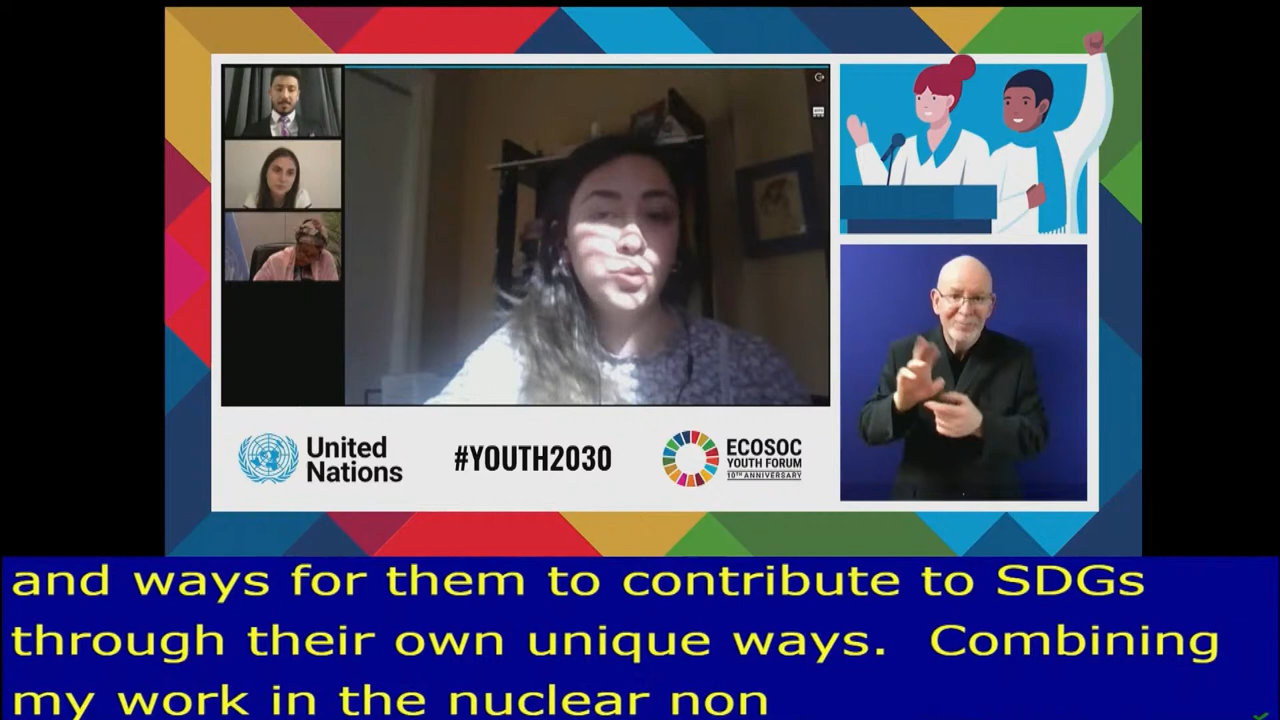 United
Nations
#YOUTH2030
ECOSOC
YOUTH FORUM
10TH ANNIVERSARY
and ways for them to contribute to SDGs
through their own unique ways.  Combining
my work in the nuclear non